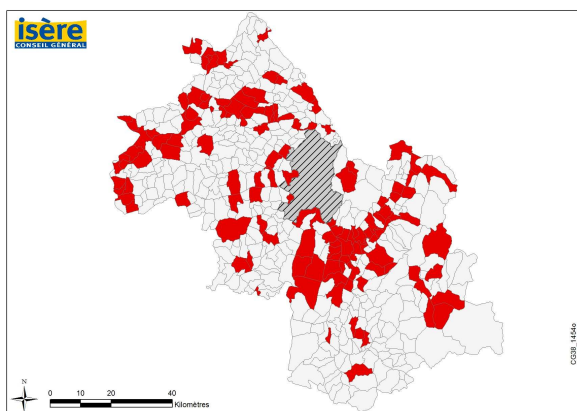 isère
CONSEIL GÉNÉRAL
CG38_1454e
N
0 10 20 40
Kilomètres